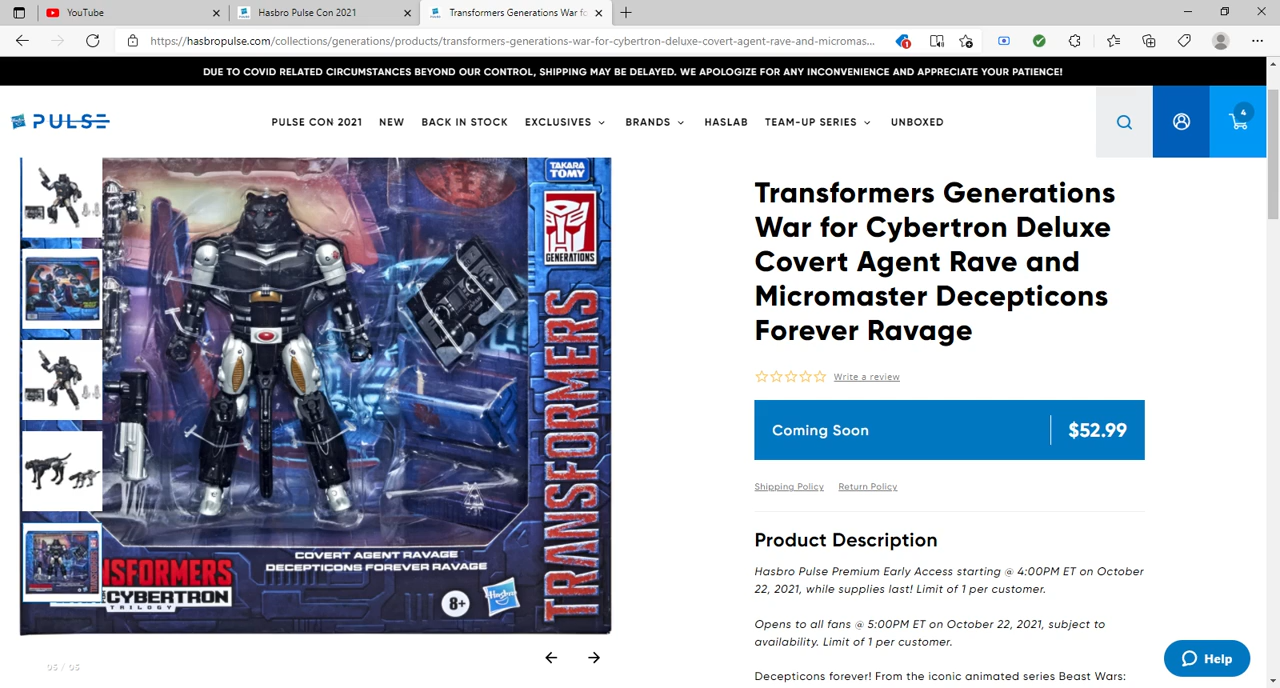 YouTube
Hasbro Pulse Con 2021
Transformers Generations War fo
https://hasbropulse.com/collections/generations/products/transformers-generations-war-for-cybertron-deluxe-covert-agent-rave-and-micromas...
1
DUE TO COVID RELATED CIRCUMSTANCES BEYOND OUR CONTROL, SHIPPING MAY BE DELAYED. WE APOLOGIZE FOR ANY INCONVENIENCE AND APPRECIATE YOUR PATIENCE!
PULSE
PULSE CON 2021 NEW BACK IN STOCK EXCLUSIVES BRANDS HASLAB TEAM-UP SERIES UNBOXED
4
TAKARA
TOMY
GENERATIONS
TRANSFORMERS
COVERT AGENT RAVAGE
DECEPTICONS FOREVER RAVAGE
NSFORMERS
CYBERTRON
TRILOGY
8+
Hasbro
05 / 05
Transformers Generations
War for Cybertron Deluxe
Covert Agent Rave and
Micromaster Decepticons
Forever Ravage
Write a review
Coming Soon $52.99
Shipping Policy Return Policy
Product Description
Hasbro Pulse Premium Early Access starting @ 4:00PM ET on October
22, 2021, while supplies last! Limit of 1 per customer.
Opens to all fans @ 5:00PM ET on October 22, 2021, subject to
availability. Limit of 1 per customer.
Decepticons forever! From the iconic animated series Beast Wars:
Help